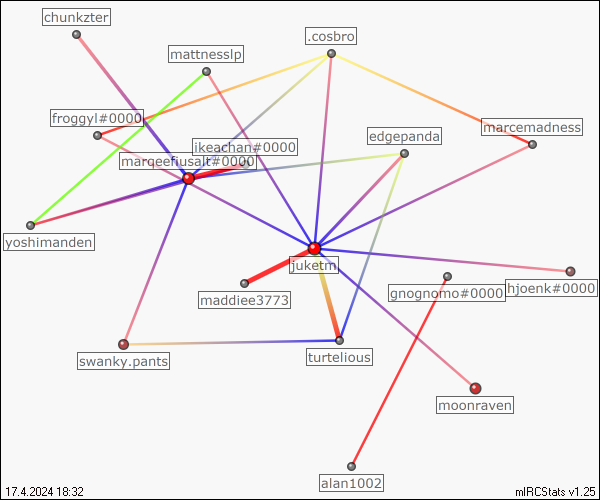 chunkzter
.cosbro
mattnesslp
froggyl#0000
marcemadness
edgepanda
ikeachan#0000
marqeefiusalt#0000
yoshimanden
juketm
hjoenk#0000
gnognomo#0000
maddiee3773
swanky.pants
turtelious
moonraven
alan1002
17.4.2024 18:32
mIRCStats v1.25